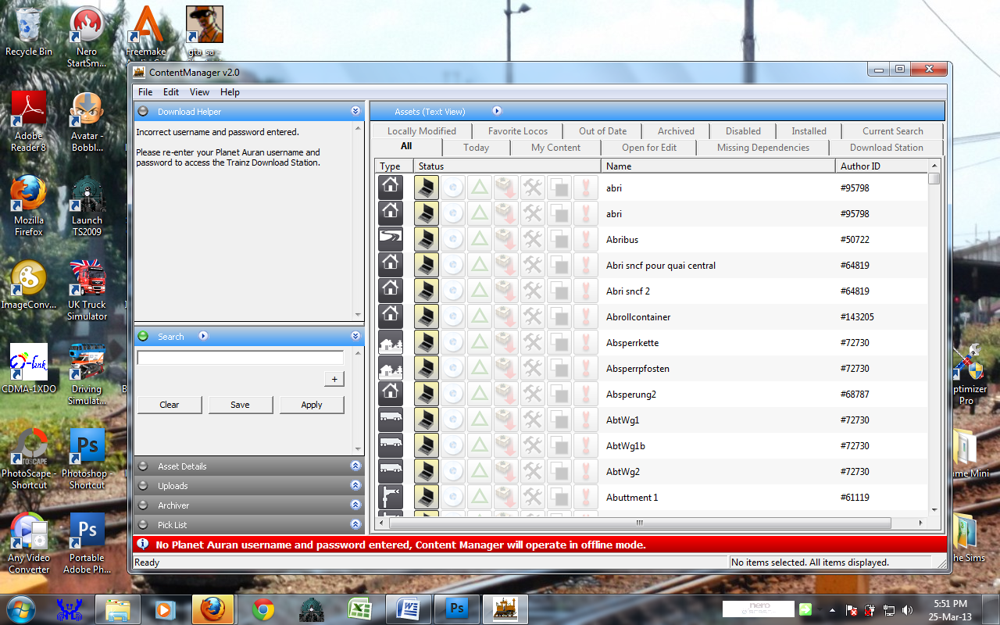 Recycle Bin
Nero StartSm...
Freemake
gta_sa -
Adobe Reader 8
Avatar - Bobbl...
Mozilla Firefox
Launch TS2009
ImageConv...
UK Truck Simulator
CDMA-1XDO
Driving Simulat...
PhotoScape - Shortcut
Photoshop - Shortcut
Any Video Converter
Portable Adobe Ph...
ContentManager v2.0
File Edit View Help
Download Helper
Incorrect username and password entered.
Please re-enter your Planet Auran username and
password to access the Trainz Download Station.
Search
+
Clear Save Apply
Asset Details
Uploads
Archiver
Pick List
Assets (Text View)
Locally Modified Favorite Locos Out of Date Archived Disabled Installed Current Search
All Today My Content Open for Edit Missing Dependencies Download Station
Type Status Name Author ID
abri #95798
abri #95798
Abribus #50722
Abri sncf pour quai central #64819
Abri sncf 2 #64819
Abrollcontainer #143205
Absperrkette #72730
Absperrpfosten #72730
Absperung2 #68787
AbtWg1 #72730
AbtWg1b #72730
AbtWg2 #72730
Abuttment 1 #61119
No Planet Auran username and password entered, Content Manager will operate in offline mode.
Ready
No items selected. All items displayed.
ptimizer Pro
me Mini
he Sims
nero
5:51 PM
25-Mar-13